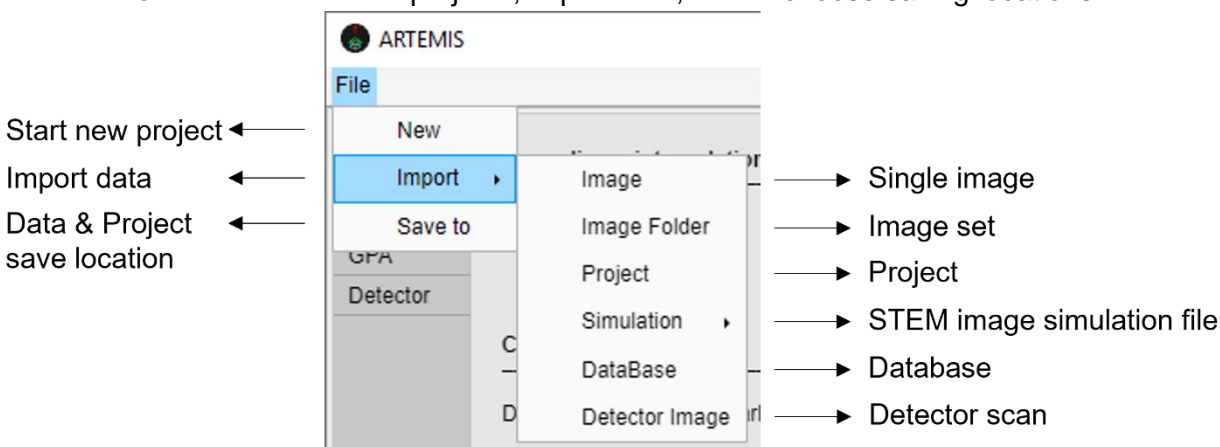 ARTEMIS
File
Start new project
New
Import data
Import
Image
Single image
Data & Project
save location
Save to
Image Folder
Image set
GPA
Project
Project
Detector
Simulation
STEM image simulation file
DataBase
Database
Detector Image
Detector scan